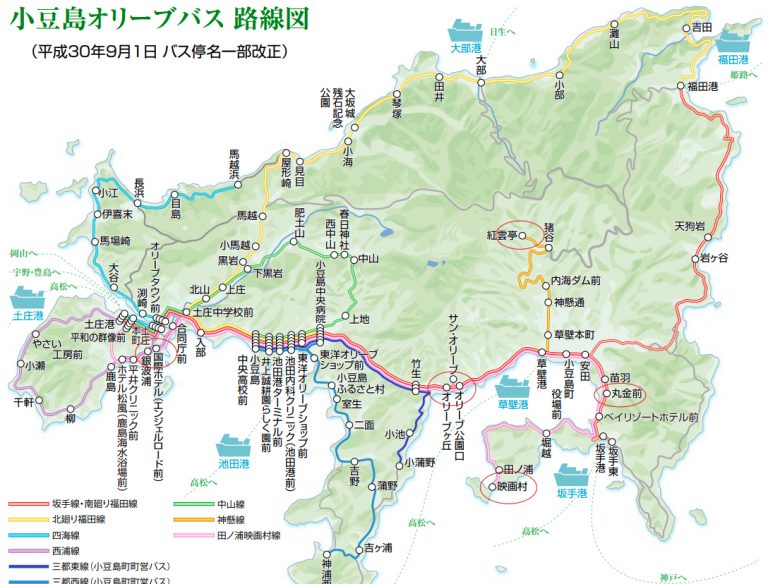 小豆島オリーブバス 路線図
（平成30年9月1日 バス停名一部改正）
日生へ
大部港
大部
灘山
吉田
福田港
姫路へ
福田港
小部
田井
琴塚
大坂城
残石記念
公園
小海
見目
屋形崎
馬越浜
目島
長浜
小江
伊喜末
馬場崎
大谷
渕崎
オリーブタウン前
馬越
小馬越
黒岩
下黒岩
上庄
北山
土庄中学校前
肥土山
西中山
春日神社
中山
上地
小豆島中央病院
紅雲亭
猪谷
内海ダム前
神懸通
草壁本町
天狗岩
岩ヶ谷
岡山へ
宇野・豊島へ
高松へ
土庄港
土庄港
平和の群像前
土庄本町
合同庁前
入部
やさい
工房前
小瀬
千軒
柳
鹿島
ホテル松風（鹿島海水浴場前）
平井クリニック前
銀波浦
国際ホテル（エンジェルロード前）
小豆島
中央高校前
井上誠耕園らしく園前
池田港ターミナル前
池田内科クリニック（池田港前）
東洋オリーブショップ前
東洋オリーブ
ショップ前
小豆島
ふるさと村
室生
二面
吉野
蒲野
神浦西
吉ヶ浦
竹生
小池
小蒲野
サン・オリーブ
オリーブ公園口
オリーブヶ丘
草壁港
草壁港
小豆島町
役場前
安田
苗羽
丸金前
ベイリゾートホテル前
坂手東
坂手港
坂手港
堀越
田ノ浦
映画村
池田港
高松へ
高松へ
高松へ
神戸へ
坂手線・南廻り福田線
北廻り福田線
四海線
西浦線
三都東線（小豆島町町営バス）
三都西線（小豆島町町営バス）
中山線
神懸線
田ノ浦映画村線